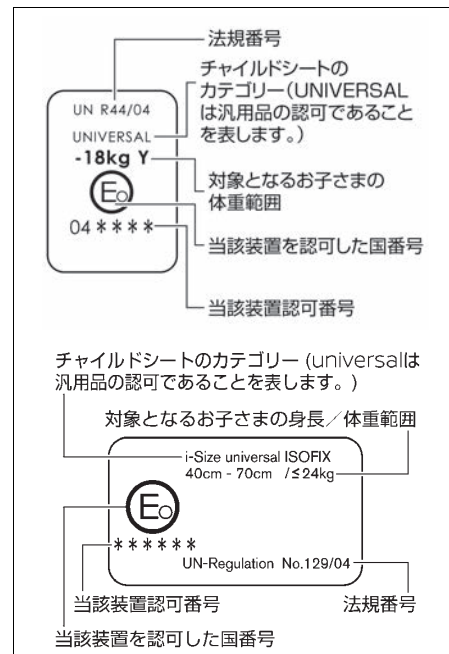 法規番号
チャイルドシートの
カテゴリー(UNIVERSAL
は汎用品の認可であること
を表します。)
UN R44/04
UNIVERSAL
-18kg Y
対象となるお子さまの
体重範囲
E○
04****
当該装置を認可した国番号
当該装置認可番号
チャイルドシートのカテゴリー (universalは
汎用品の認可であることを表します。)
対象となるお子さまの身長/体重範囲
i-Size universal ISOFIX
40cm - 70cm /≤24kg
E○
******
UN-Regulation No.129/04
当該装置認可番号
法規番号
当該装置を認可した国番号